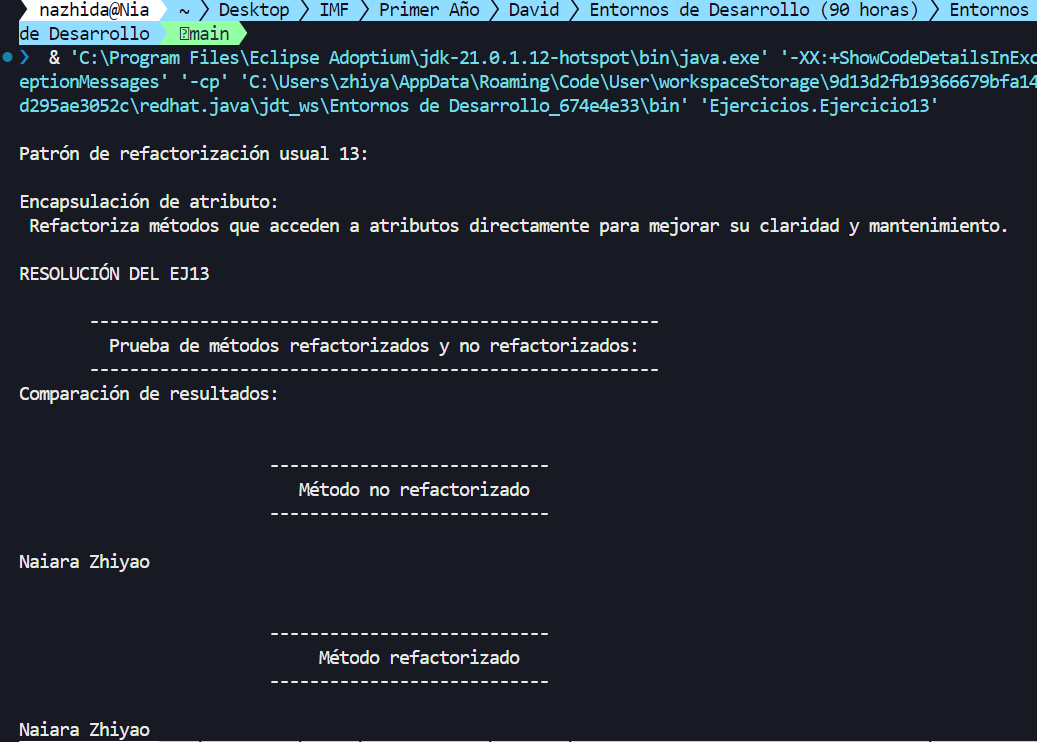 nazhida@Nia ~ Desktop IMF Primer Año David Entornos de Desarrollo (90 horas) Entornos
de Desarrollo main
& 'C:\Program Files\Eclipse Adoptium\jdk-21.0.1.12-hotspot\bin\java.exe' '-XX:+ShowCodeDetailsInExc
eptionMessages' '-cp' 'C:\Users\zhiya\AppData\Roaming\Code\User\workspaceStorage\9d13d2fb19366679bfa14
d295ae3052c\redhat.java\jdt_ws\Entornos de Desarrollo_674e4e33\bin' 'Ejercicios.Ejercicio13'
Patrón de refactorización usual 13:
Encapsulación de atributo:
Refactoriza métodos que acceden a atributos directamente para mejorar su claridad y mantenimiento.
RESOLUCIÓN DEL EJ13
---------------------------------------------------------
Prueba de métodos refactorizados y no refactorizados:
---------------------------------------------------------
Comparación de resultados:
----------------------------
Método no refactorizado
----------------------------
Naiara Zhiyao
----------------------------
Método refactorizado
----------------------------
Naiara Zhiyao